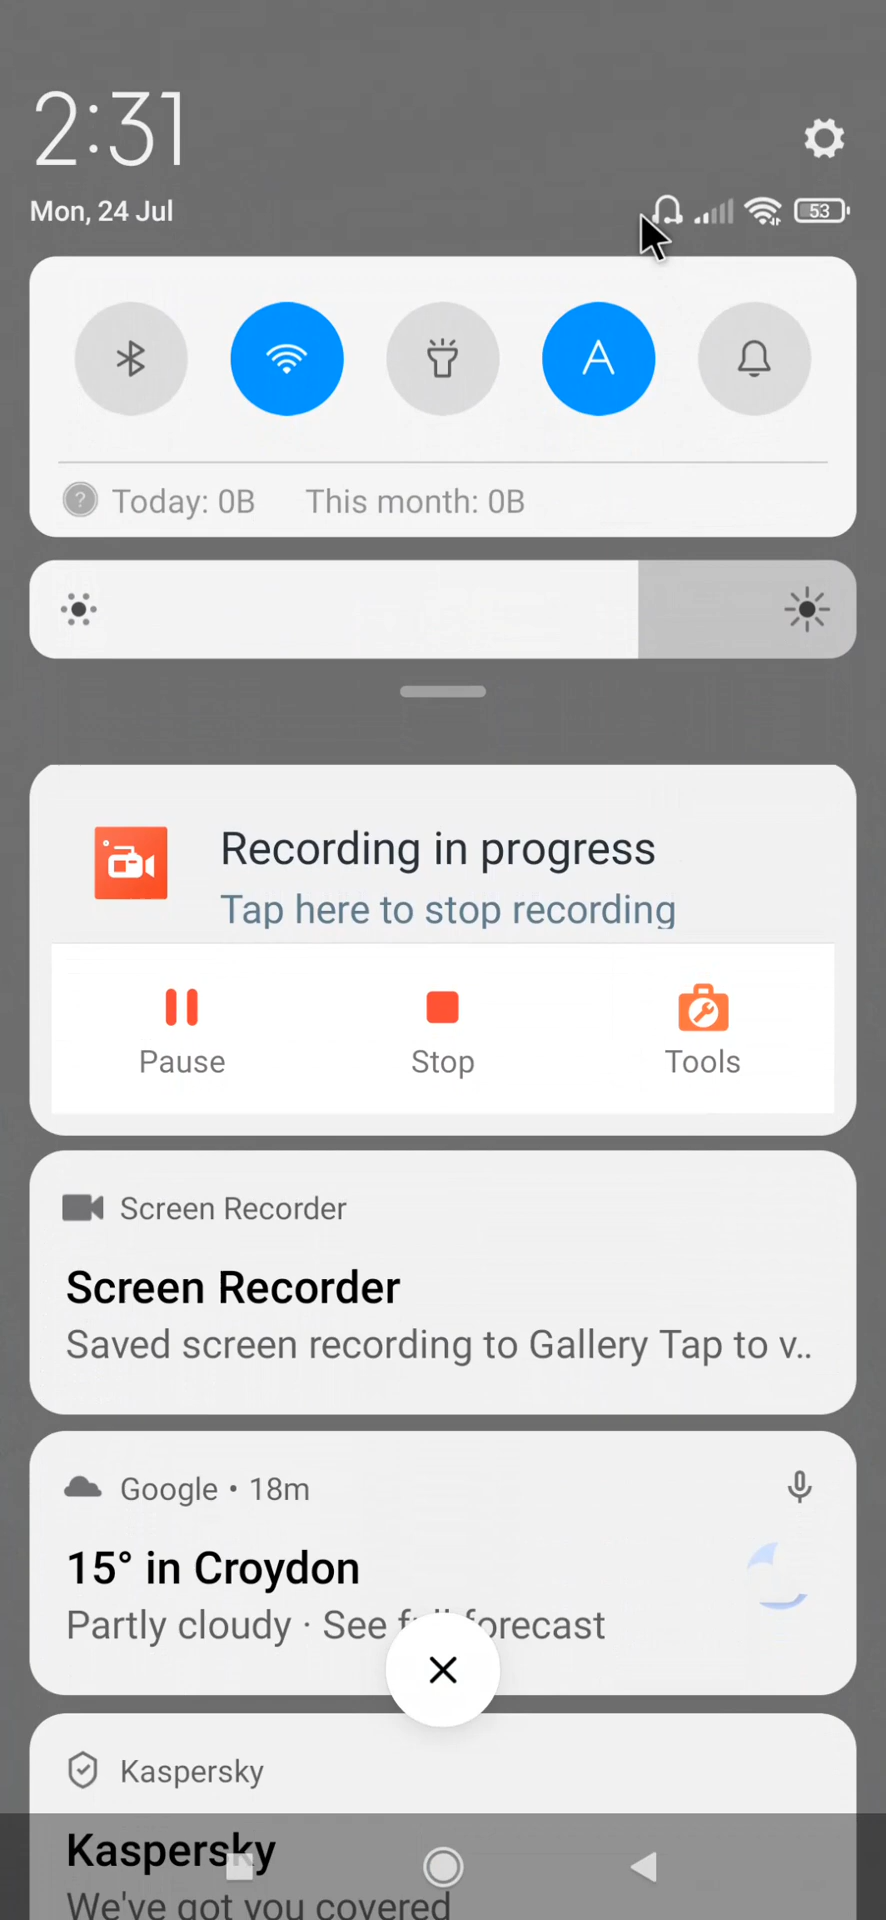 2:31
Mon, 24 Jul
53
A
Today: 0B This month: 0B
Recording in progress
Tap here to stop recording
Pause Stop Tools
Screen Recorder
Screen Recorder
Saved screen recording to Gallery Tap to v..
Google • 18m
15° in Croydon
Partly cloudy · See full forecast
Kaspersky
Kaspersky
We've got you covered